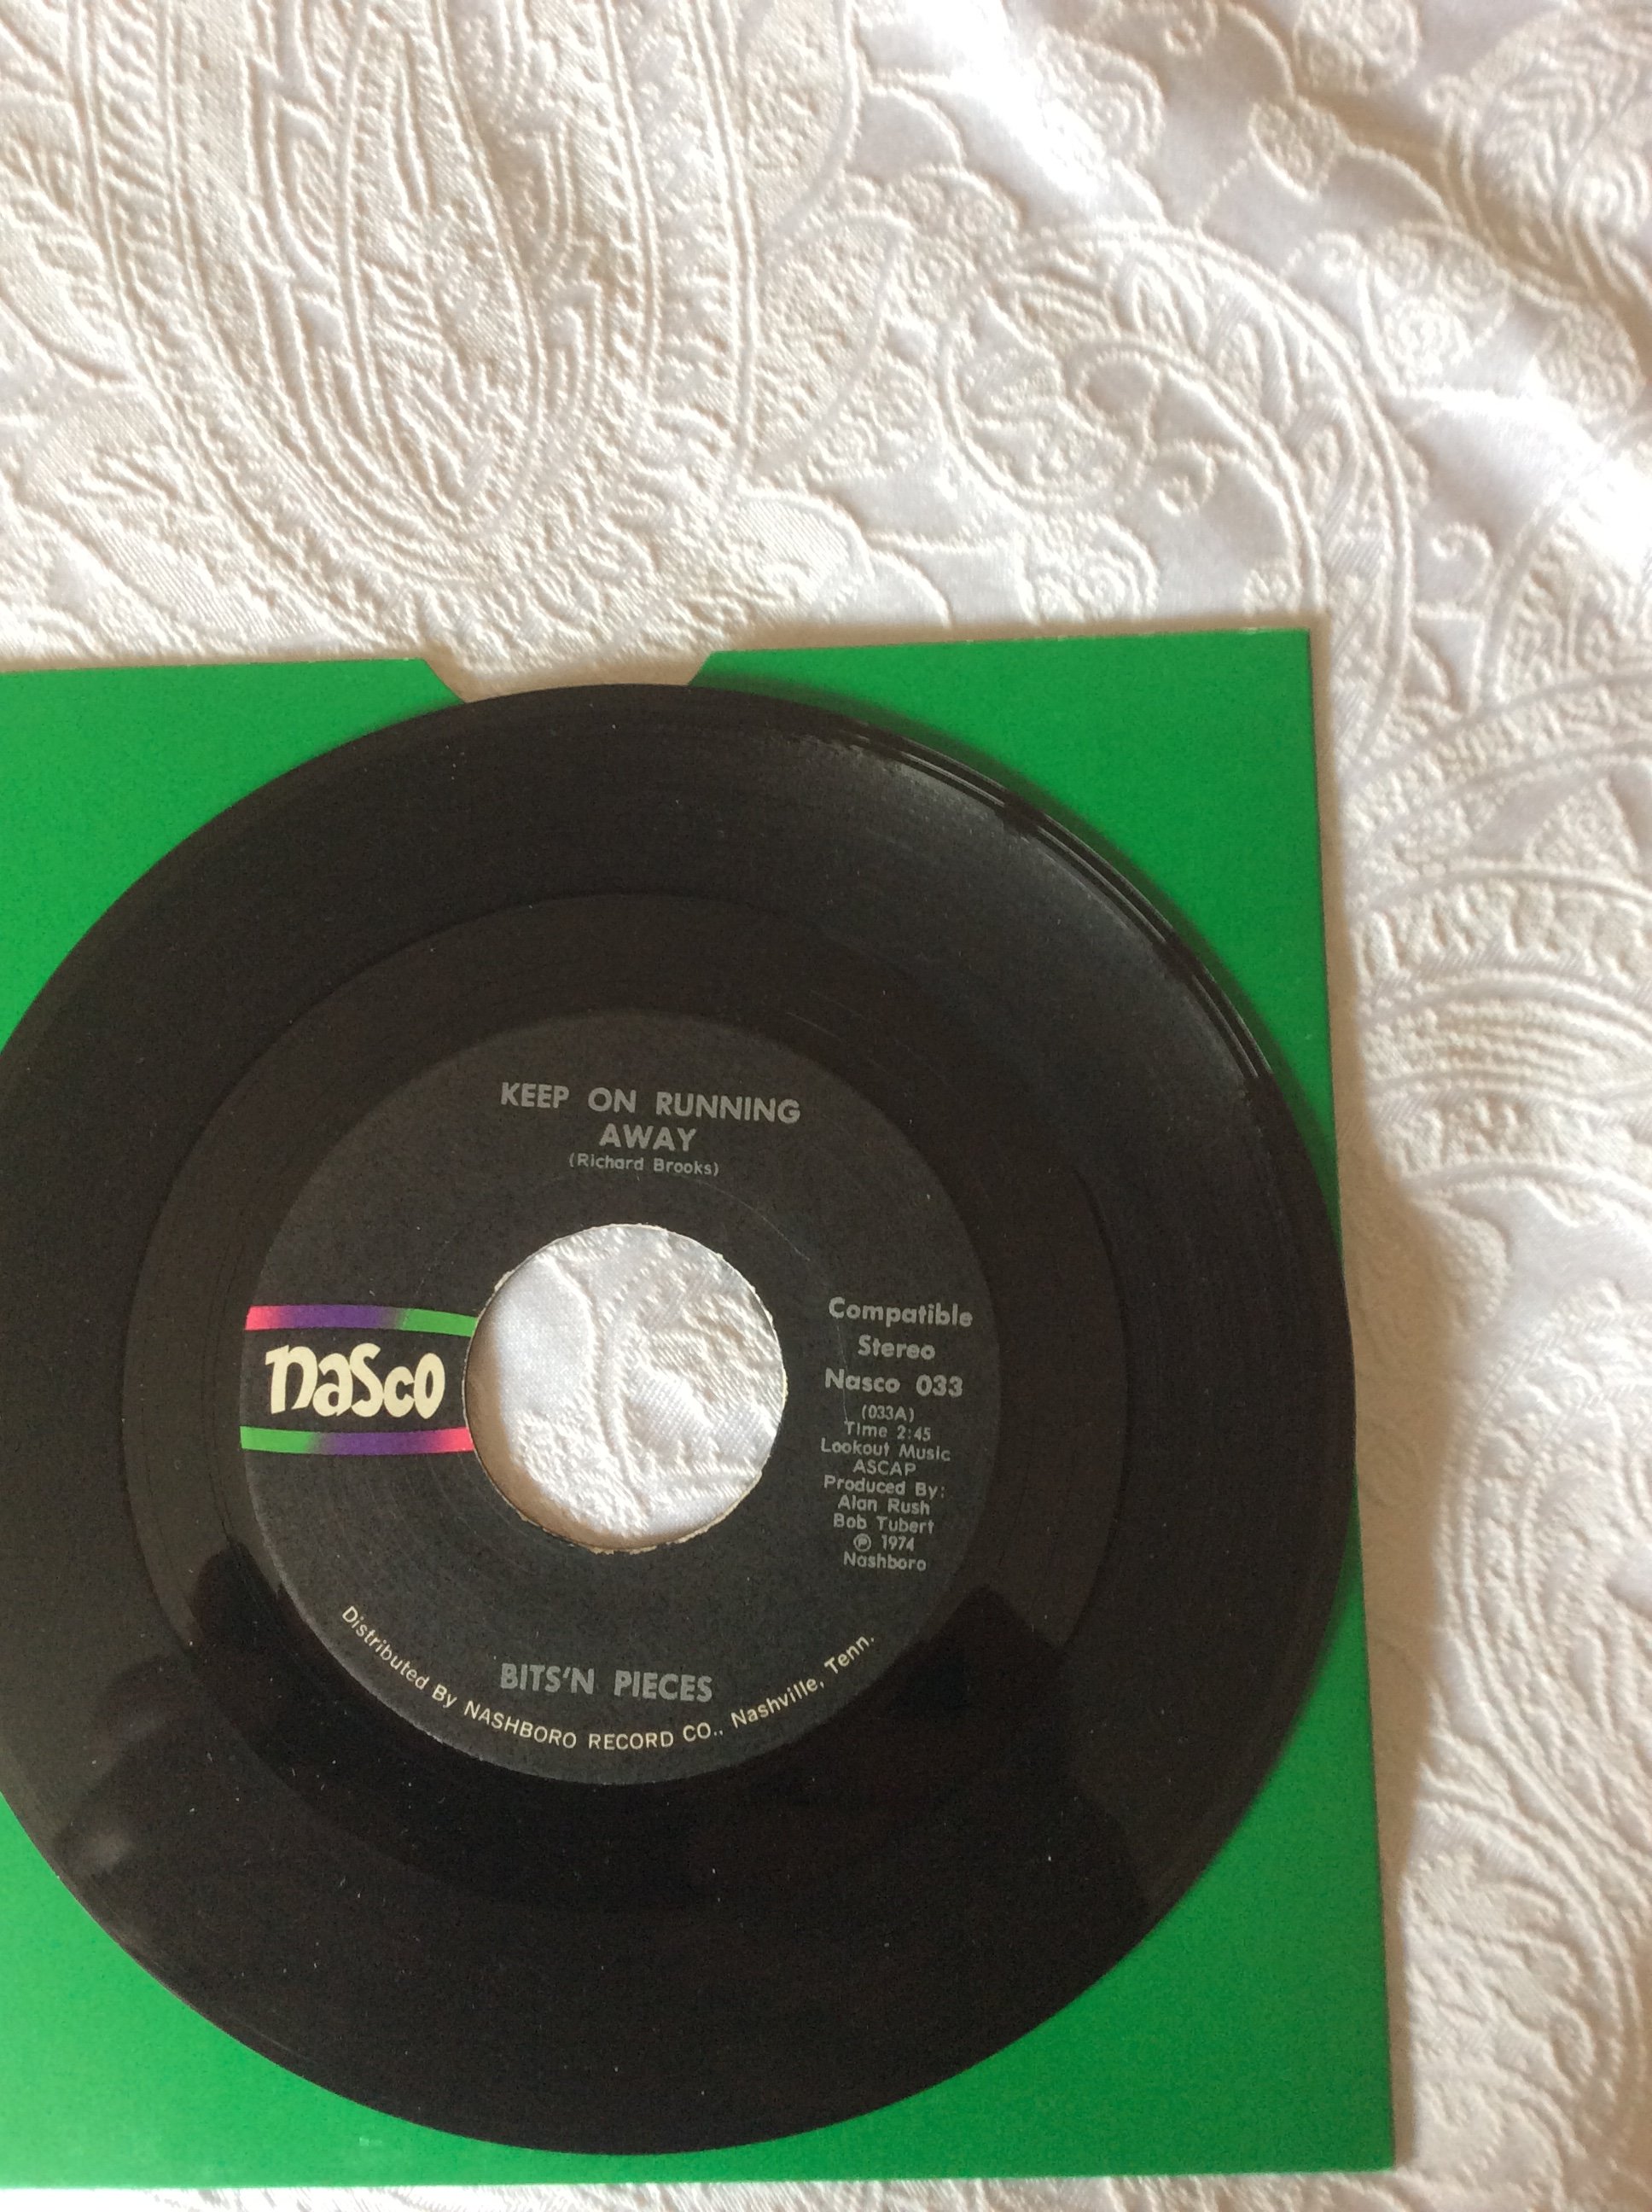 KEEP ON RUNNING
AWAY
(Richard Brooks)
nasco
Compatible
Stereo
Nasco 033
(033A)
Time 2:45
Lookout Music
ASCAP
Produced By:
Alan Rush
Bob Tubert
℗ 1974
Nashboro
BITS'N PIECES
Distributed By NASHBORO RECORD CO., Nashville, Tenn.